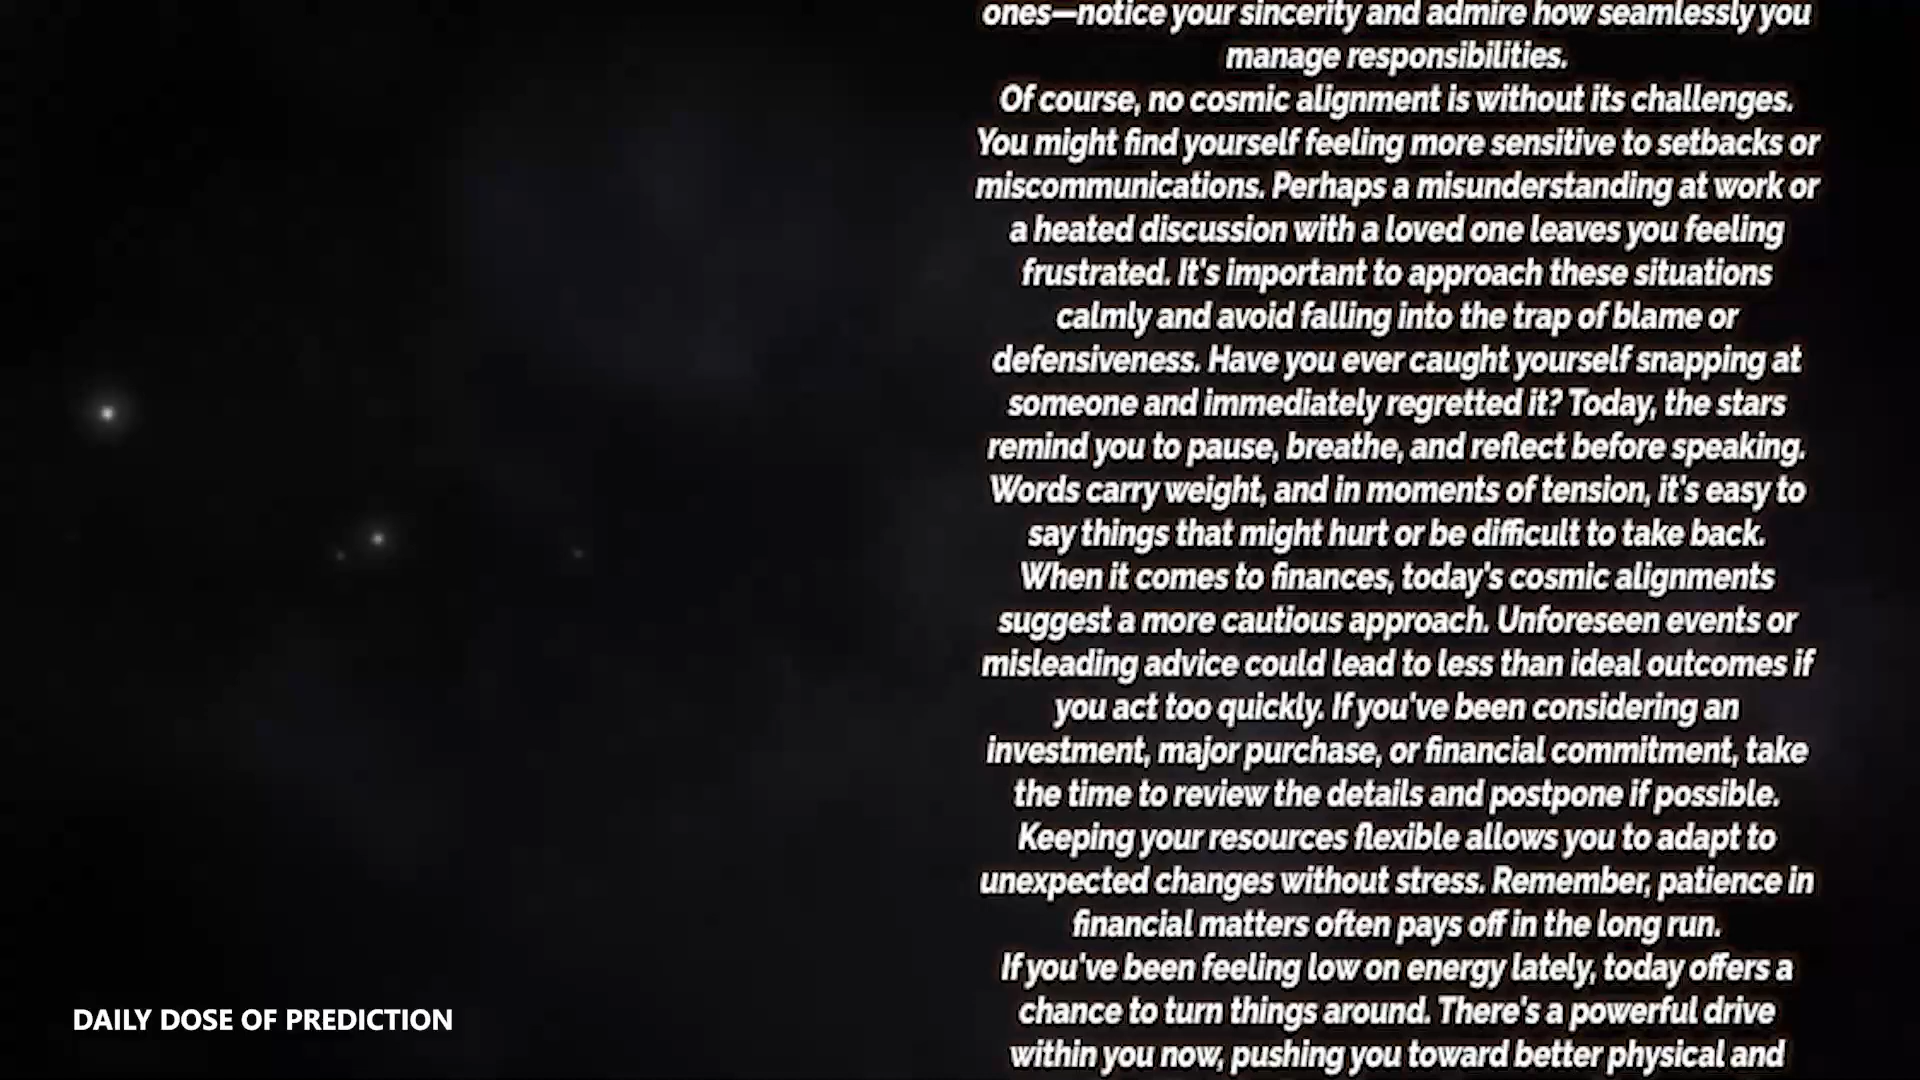 ones—notice your sincerity and admire how seamlessly you
manage responsibilities.
Of course, no cosmic alignment is without its challenges.
You might find yourself feeling more sensitive to setbacks or
miscommunications. Perhaps a misunderstanding at work or
a heated discussion with a loved one leaves you feeling
frustrated. It's important to approach these situations
calmly and avoid falling into the trap of blame or
defensiveness. Have you ever caught yourself snapping at
someone and immediately regretted it? Today, the stars
remind you to pause, breathe, and reflect before speaking.
Words carry weight, and in moments of tension, it's easy to
say things that might hurt or be difficult to take back.
When it comes to finances, today's cosmic alignments
suggest a more cautious approach. Unforeseen events or
misleading advice could lead to less than ideal outcomes if
you act too quickly. If you've been considering an
investment, major purchase, or financial commitment, take
the time to review the details and postpone if possible.
Keeping your resources flexible allows you to adapt to
unexpected changes without stress. Remember, patience in
financial matters often pays off in the long run.
If you've been feeling low on energy lately, today offers a
chance to turn things around. There's a powerful drive
within you now, pushing you toward better physical and
DAILY DOSE OF PREDICTION